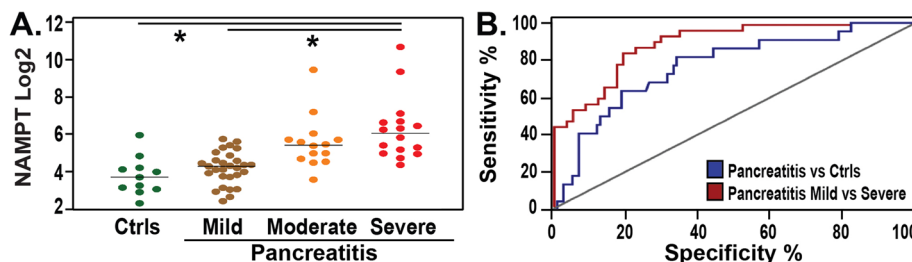 A.
NAMPT Log2
12
10
8
6
4
2
*
*
Ctrls Mild Moderate Severe
Pancreatitis
B.
Sensitivity %
100
80
60
40
20
0
Pancreatitis vs Ctrls
Pancreatitis Mild vs Severe
0 20 40 60 80 100
Specificity %